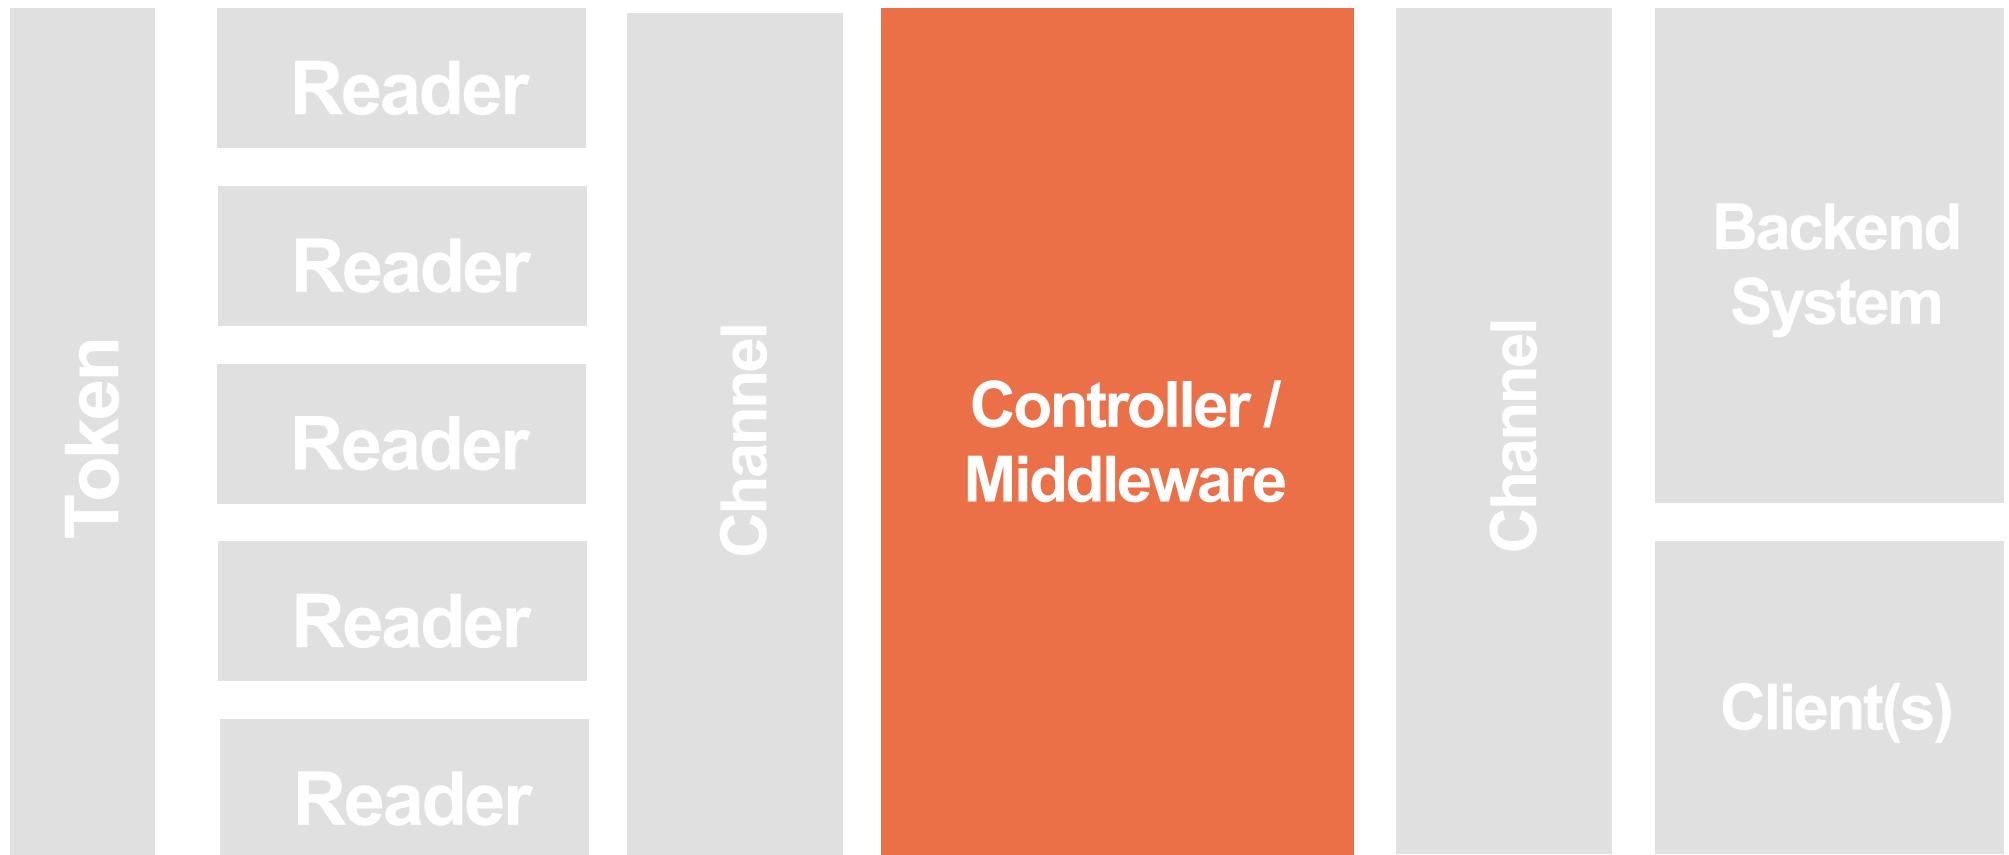 Token
Reader
Reader
Reader
Reader
Reader
Channel
Controller /
Middleware
Channel
Backend
System
Client(s)